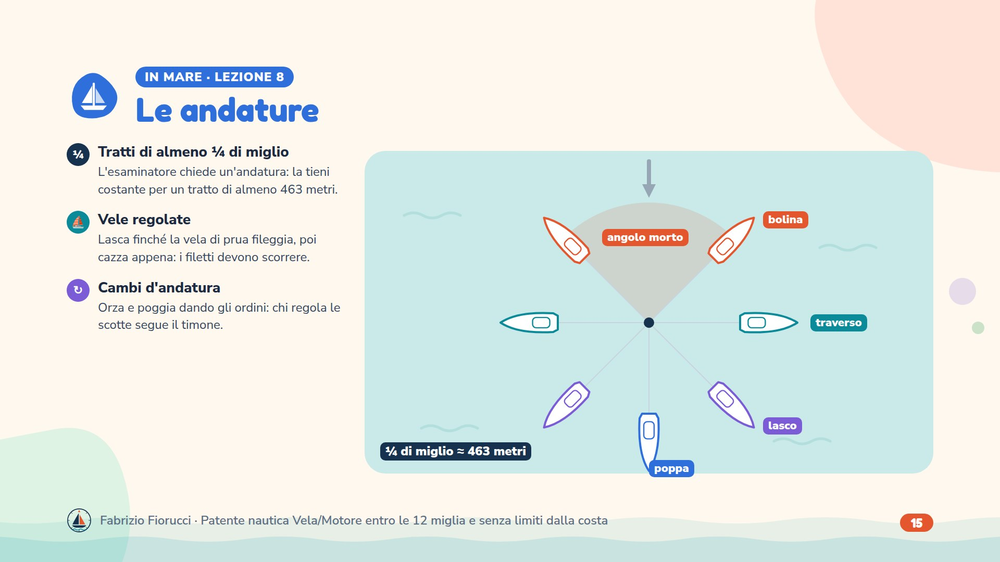 IN MARE · LEZIONE 8
Le andature
¼
Tratti di almeno ¼ di miglio
L'esaminatore chiede un'andatura: la tieni
costante per un tratto di almeno 463 metri.
Vele regolate
Lasca finché la vela di prua fileggia, poi
cazza appena: i filetti devono scorrere.
↻
Cambi d'andatura
Orza e poggia dando gli ordini: chi regola le
scotte segue il timone.
bolina
angolo morto
traverso
lasco
¼ di miglio ≈ 463 metri
poppa
Fabrizio Fiorucci · Patente nautica Vela/Motore entro le 12 miglia e senza limiti dalla costa
15